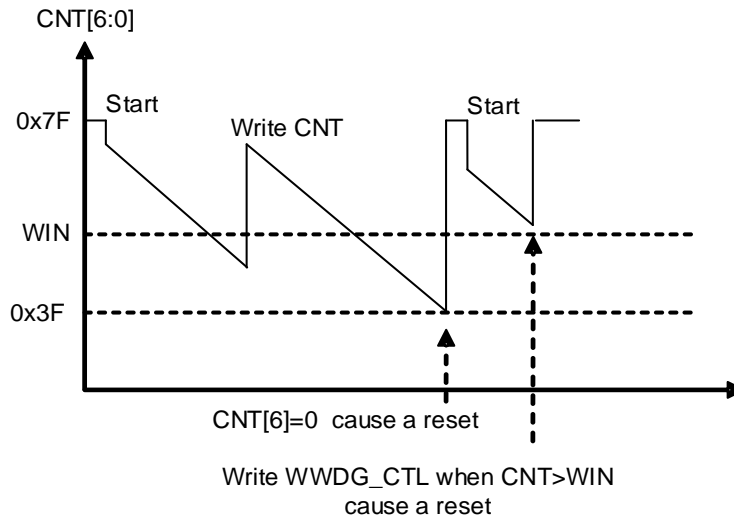 CNT[6:0]
Start
Start
0x7F
Write CNT
WIN
0x3F
CNT[6]=0 cause a reset
Write WWDG_CTL when CNT>WIN
cause a reset